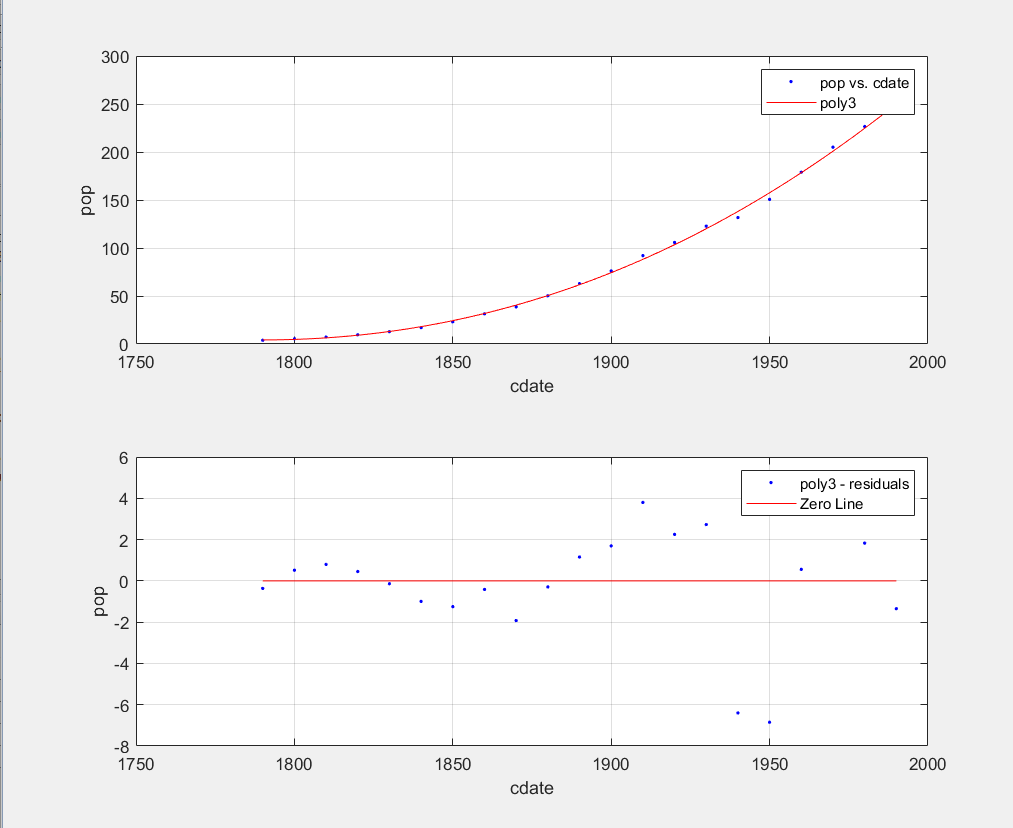 300
250
200
150
100
50
0
pop
pop vs. cdate
poly3
1750 1800 1850 1900 1950 2000
cdate
6
4
2
0
-2
-4
-6
-8
pop
poly3 - residuals
Zero Line
1750 1800 1850 1900 1950 2000
cdate